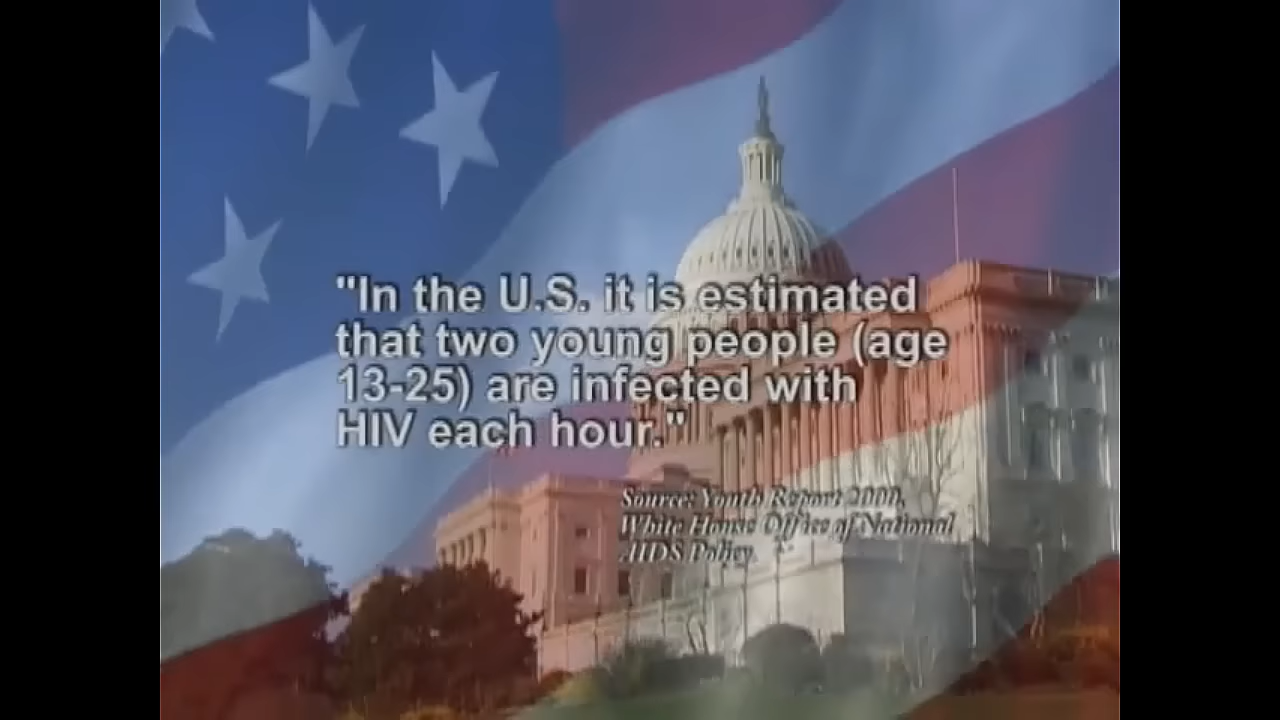 "In the U.S. it is estimated
that two young people (age
13-25) are infected with
HIV each hour."
Source: Youth Report 2000,
White House Office of National
AIDS Policy.